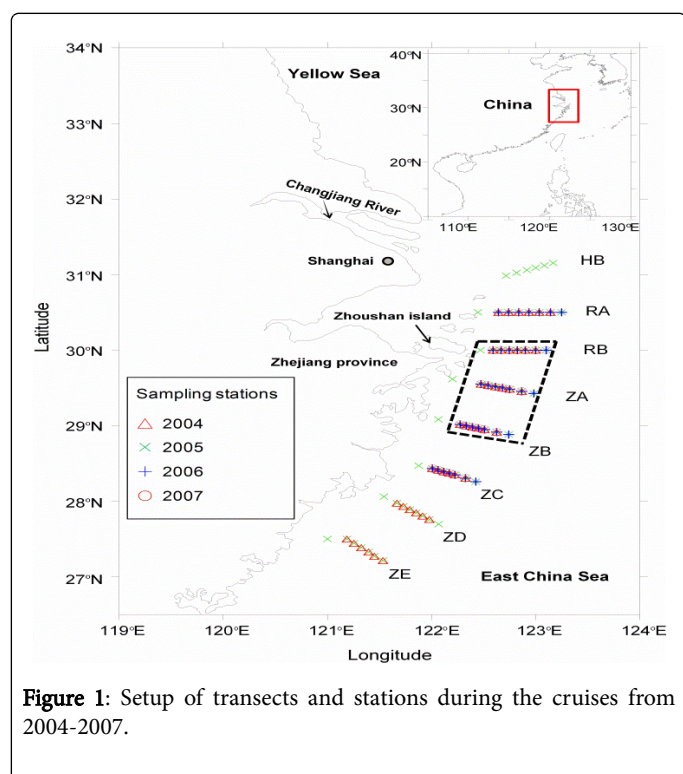 34°N
33°N
32°N
31°N
30°N
29°N
28°N
27°N
Latitude
Yellow Sea
Changjiang River
Shanghai
Zhoushan island
Zhejiang province
China
40°N
30°N
20°N
110°E
120°E
130°E
HB
RA
RB
ZA
ZB
ZC
ZD
ZE
Sampling stations
2004
2005
2006
2007
East China Sea
119°E
120°E
121°E
122°E
123°E
124°E
Longitude
Figure 1: Setup of transects and stations during the cruises from
2004-2007.